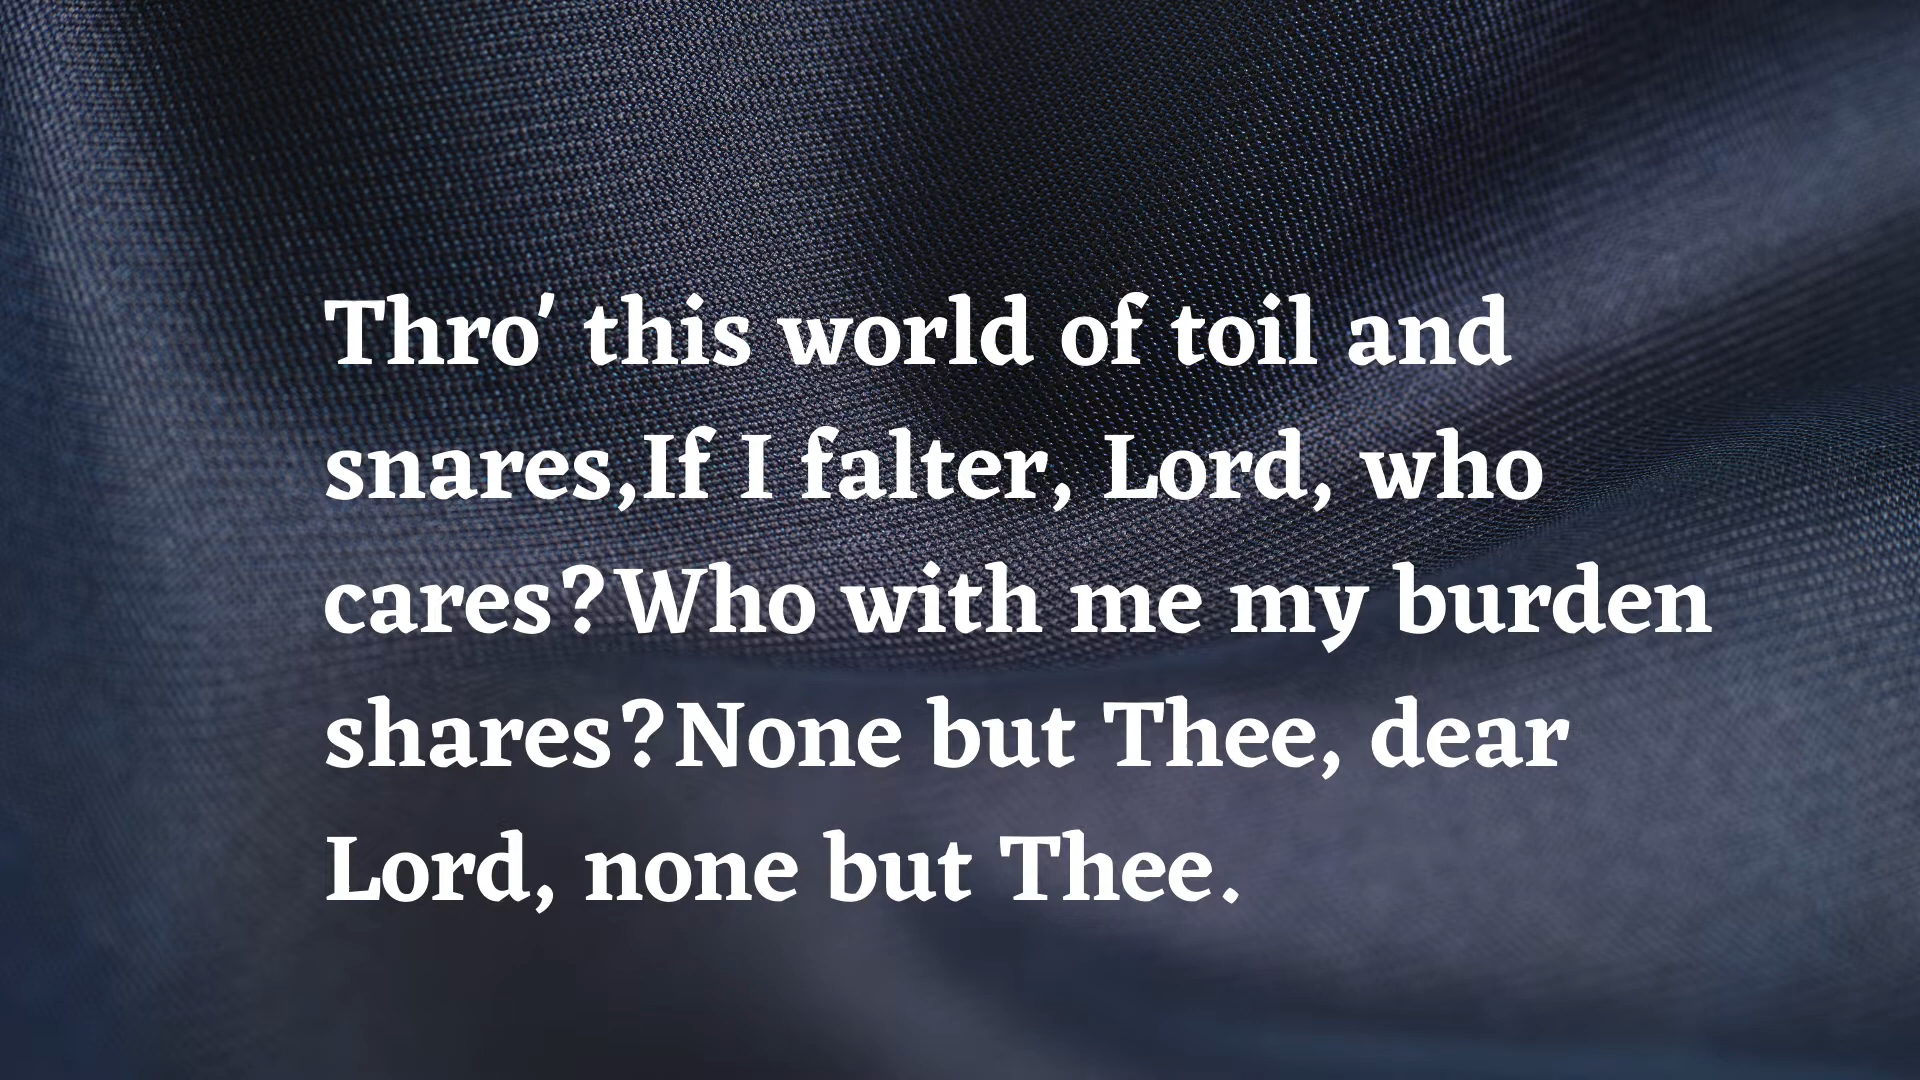 Thro' this world of toil and
snares,If I falter, Lord, who
cares?Who with me my burden
shares?None but Thee, dear
Lord, none but Thee.